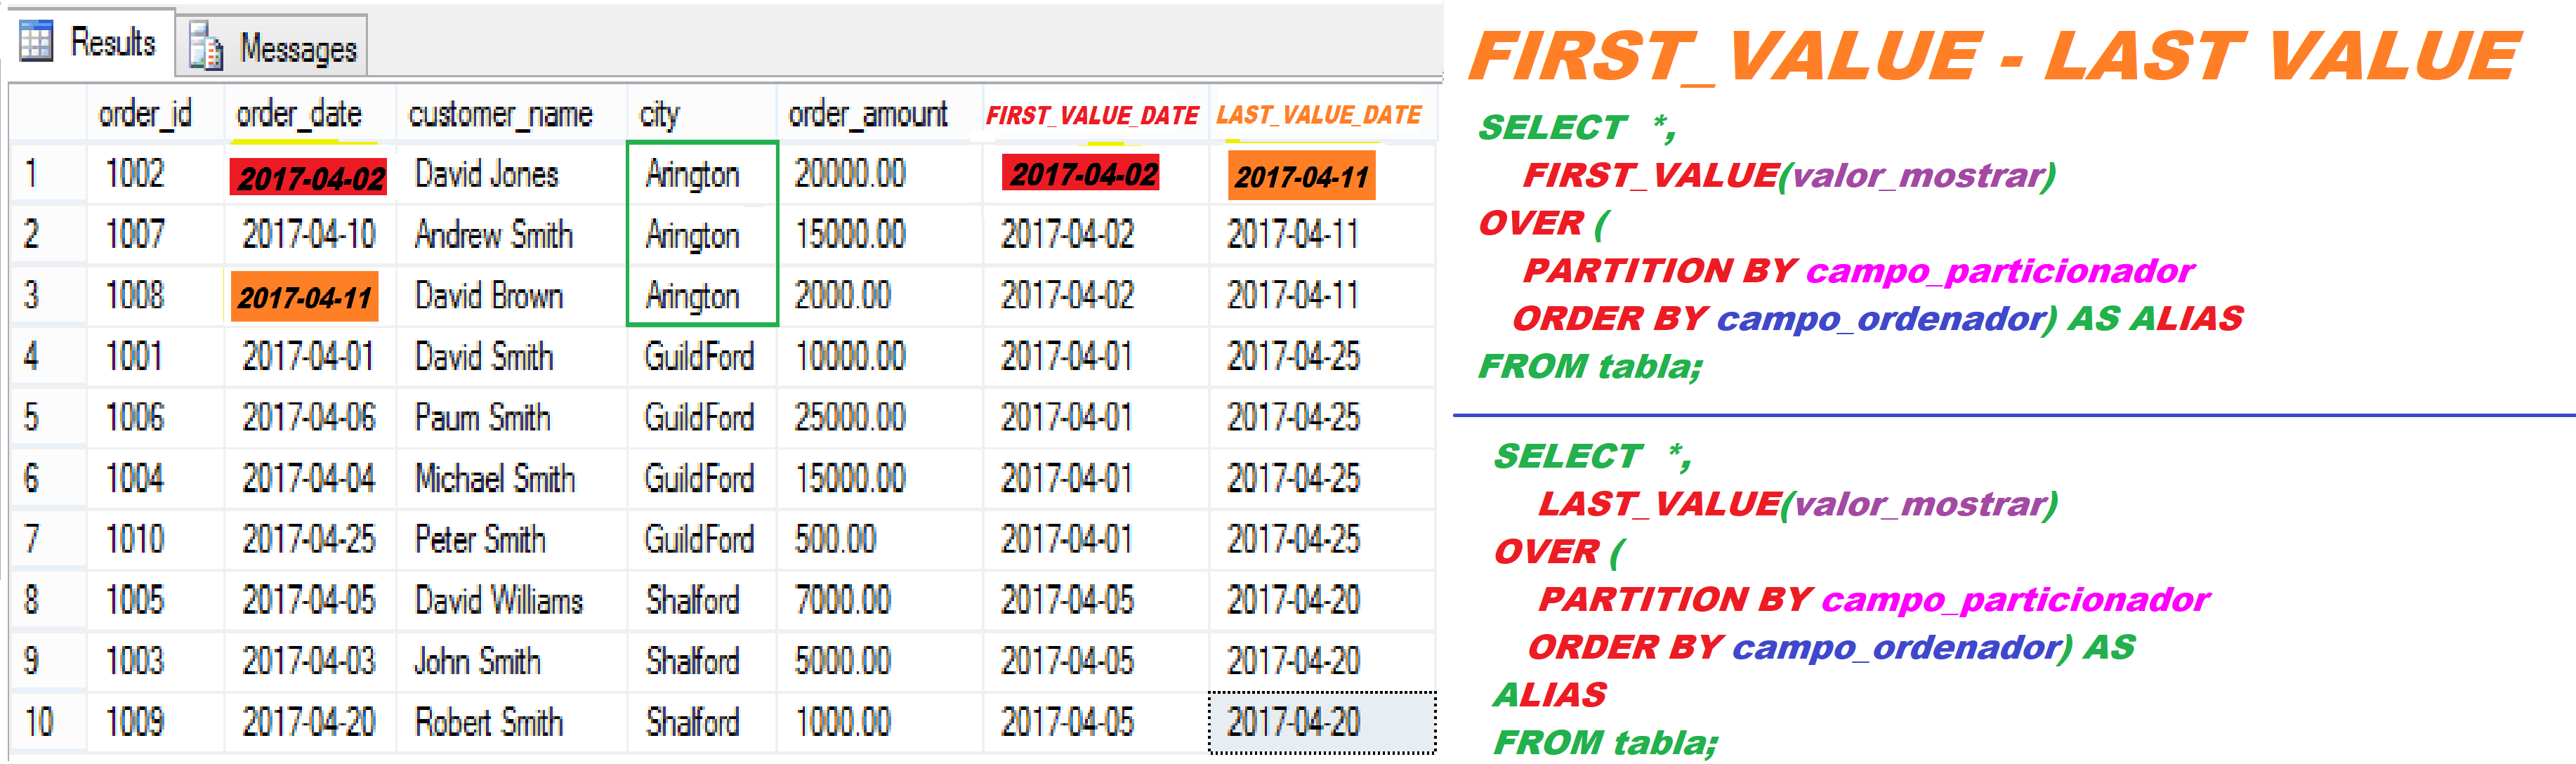 Results Messages
order_id order_date customer_name city order_amount FIRST_VALUE_DATE LAST_VALUE_DATE
1 1002 2017-04-02 David Jones Arington 20000.00 2017-04-02 2017-04-11
2 1007 2017-04-10 Andrew Smith Arington 15000.00 2017-04-02 2017-04-11
3 1008 2017-04-11 David Brown Arington 2000.00 2017-04-02 2017-04-11
4 1001 2017-04-01 David Smith GuildFord 10000.00 2017-04-01 2017-04-25
5 1006 2017-04-06 Paum Smith GuildFord 25000.00 2017-04-01 2017-04-25
6 1004 2017-04-04 Michael Smith GuildFord 15000.00 2017-04-01 2017-04-25
7 1010 2017-04-25 Peter Smith GuildFord 500.00 2017-04-01 2017-04-25
8 1005 2017-04-05 David Williams Shalford 7000.00 2017-04-05 2017-04-20
9 1003 2017-04-03 John Smith Shalford 5000.00 2017-04-05 2017-04-20
10 1009 2017-04-20 Robert Smith Shalford 1000.00 2017-04-05 2017-04-20
FIRST_VALUE - LAST VALUE
SELECT *,
FIRST_VALUE(valor_mostrar)
OVER (
PARTITION BY campo_particionador
ORDER BY campo_ordenador) AS ALIAS
FROM tabla;
SELECT *,
LAST_VALUE(valor_mostrar)
OVER (
PARTITION BY campo_particionador
ORDER BY campo_ordenador) AS
ALIAS
FROM tabla;